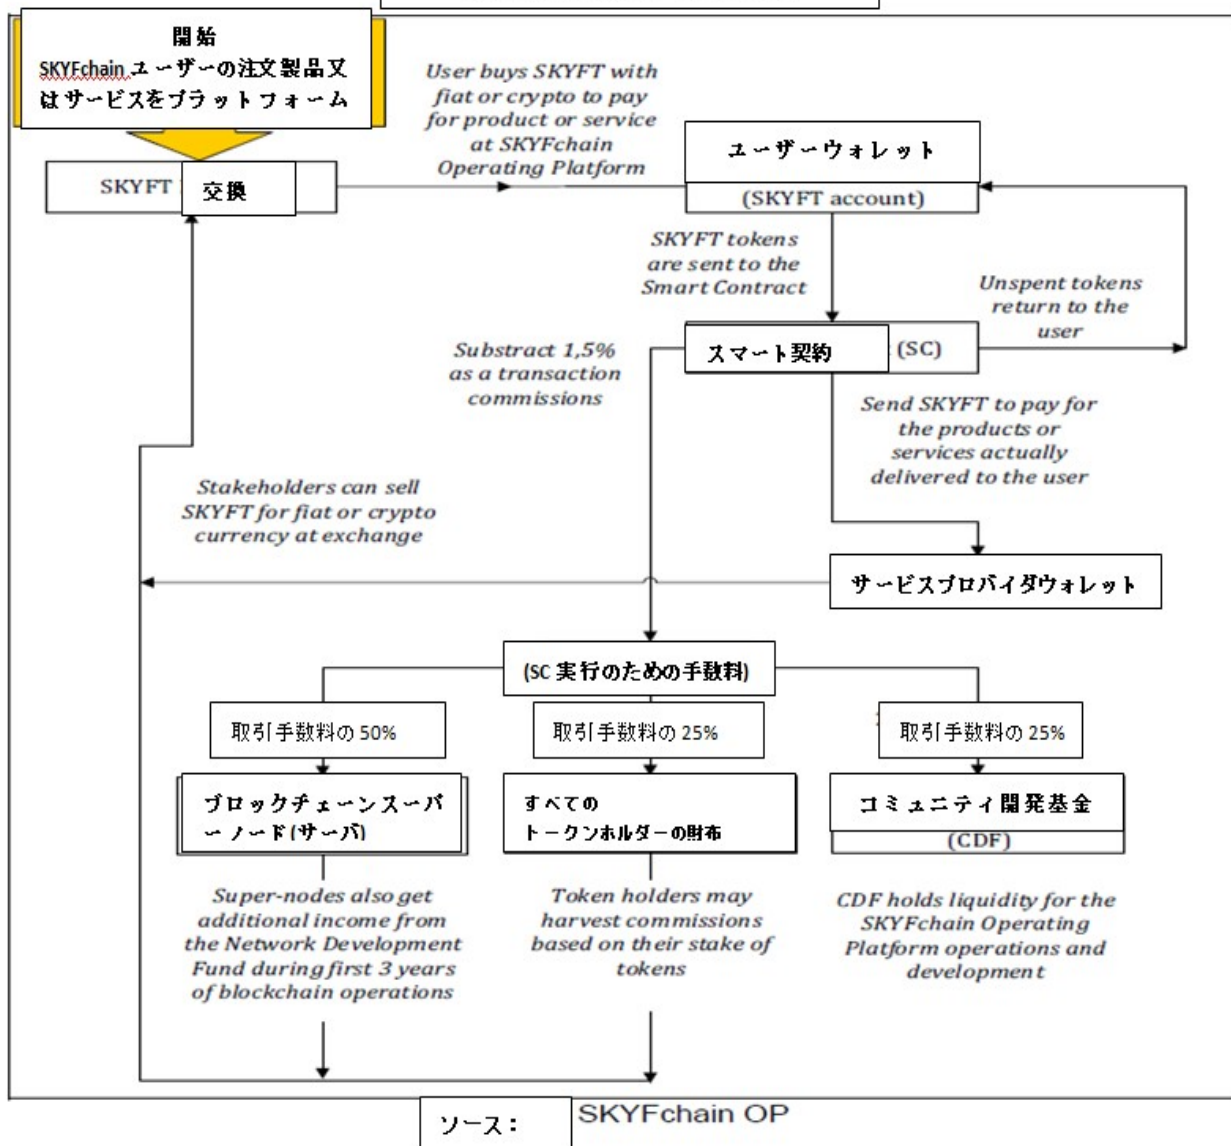 開始
SKYFchain ユーザーの注文製品又
はサービスをプラットフォーム
User buys SKYFT with
fiat or crypto to pay
for product or service
at SKYFchain
Operating Platform
SKYFT
交換
ユーザーウォレット
(SKYFT account)
SKYFT tokens
are sent to the
Smart Contract
Unspent tokens
return to the
user
スマート契約
(SC)
Substract 1,5%
as a transaction
commissions
Send SKYFT to pay for
the products or
services actually
delivered to the user
Stakeholders can sell
SKYFT for fiat or crypto
currency at exchange
サービスプロバイダウォレット
(SC 実行のための手数料)
取引手数料の 50%
取引手数料の 25%
取引手数料の 25%
ブロックチェーンスーパ
ーノード(サーバ)
すべての
トークンホルダーの財布
コミュニティ開発基金
(CDF)
Super-nodes also get
additional income from
the Network Development
Fund during first 3 years
of blockchain operations
Token holders may
harvest commissions
based on their stake of
tokens
CDF holds liquidity for the
SKYFchain Operating
Platform operations and
development
ソース：
SKYFchain OP